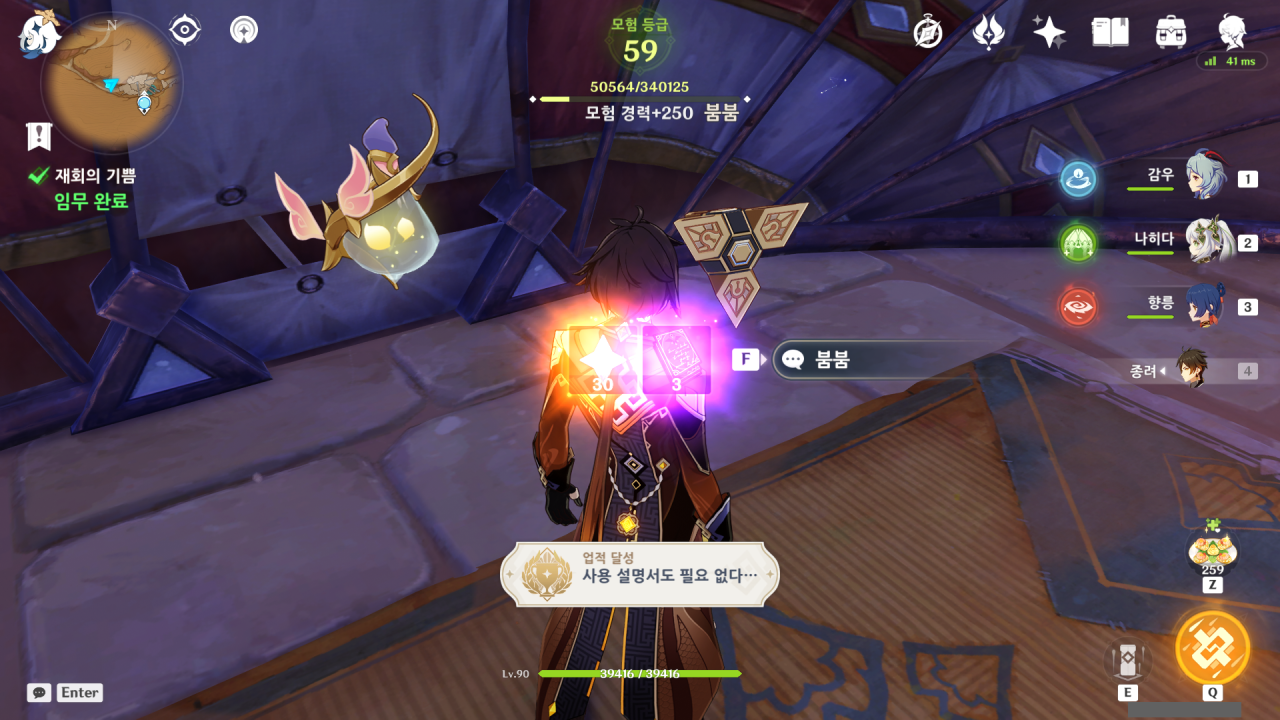 N
모험 등급
59
50564/340125
모험 경력+250 붐붐
41 ms
재회의 기쁨
임무 완료
감우
1
나히다
2
향릉
3
종려
4
30
3
F
붐붐
업적 달성
사용 설명서도 필요 없다…
259
Z
Lv.90
39416 / 39416
E
Q
Enter